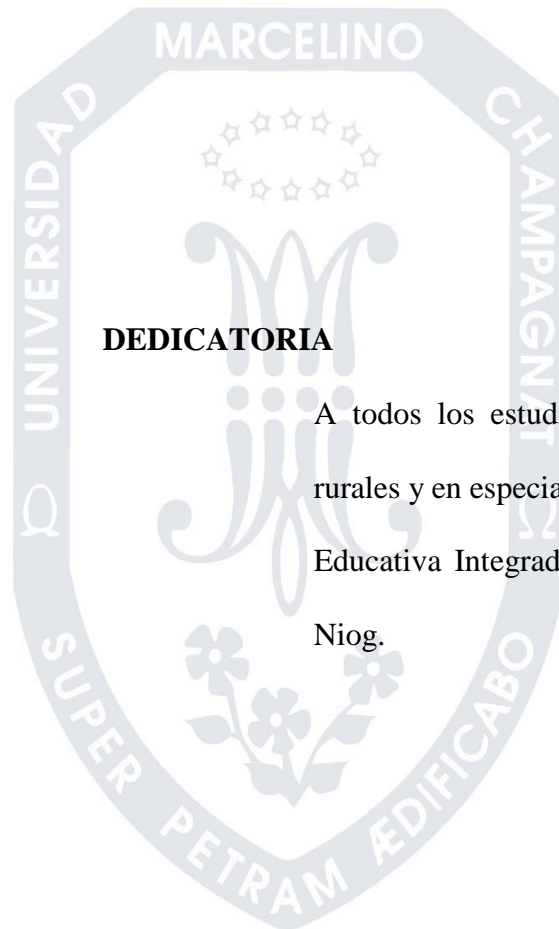 MARCELINO
CHAMPAGNAT
UNIVERSIDAD
SUPER PETRAM ÆDIFICABO
DEDICATORIA
A todos los
rurales y en
Educativa
Niog.